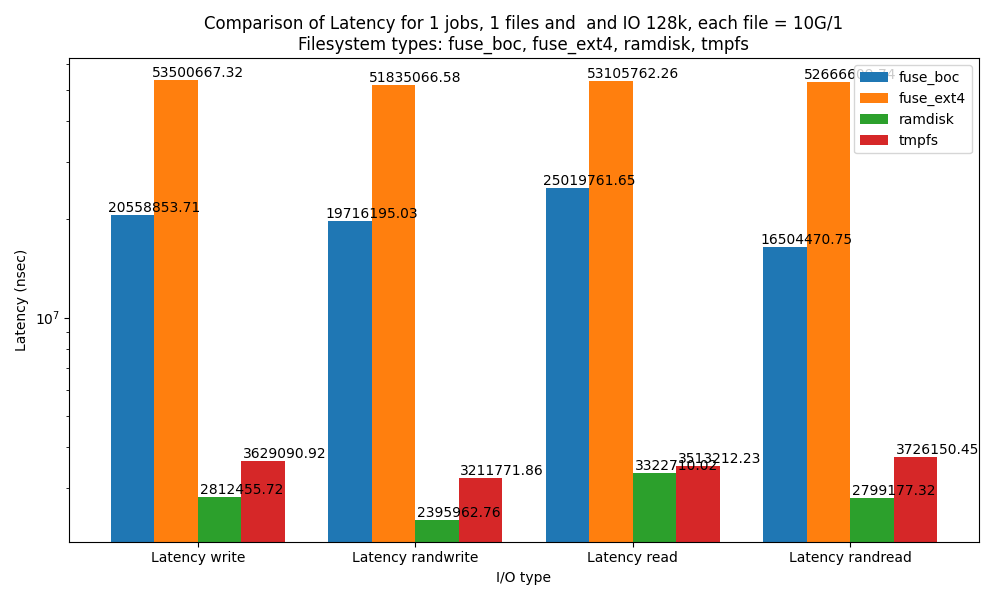 Comparison of Latency for 1 jobs, 1 files and  and IO 128k, each file = 10G/1
Filesystem types: fuse_boc, fuse_ext4, ramdisk, tmpfs
fuse_boc
fuse_ext4
ramdisk
tmpfs
53500667.32
51835066.58
53105762.26
20558853.71
19716195.03
25019761.65
16504470.75
3629090.92
2812455.72
3211771.86
2395962.76
3513212.23
3322710.02
3726150.45
2799177.32
Latency (nsec)
10^7
Latency write
Latency randwrite
Latency read
Latency randread
I/O type